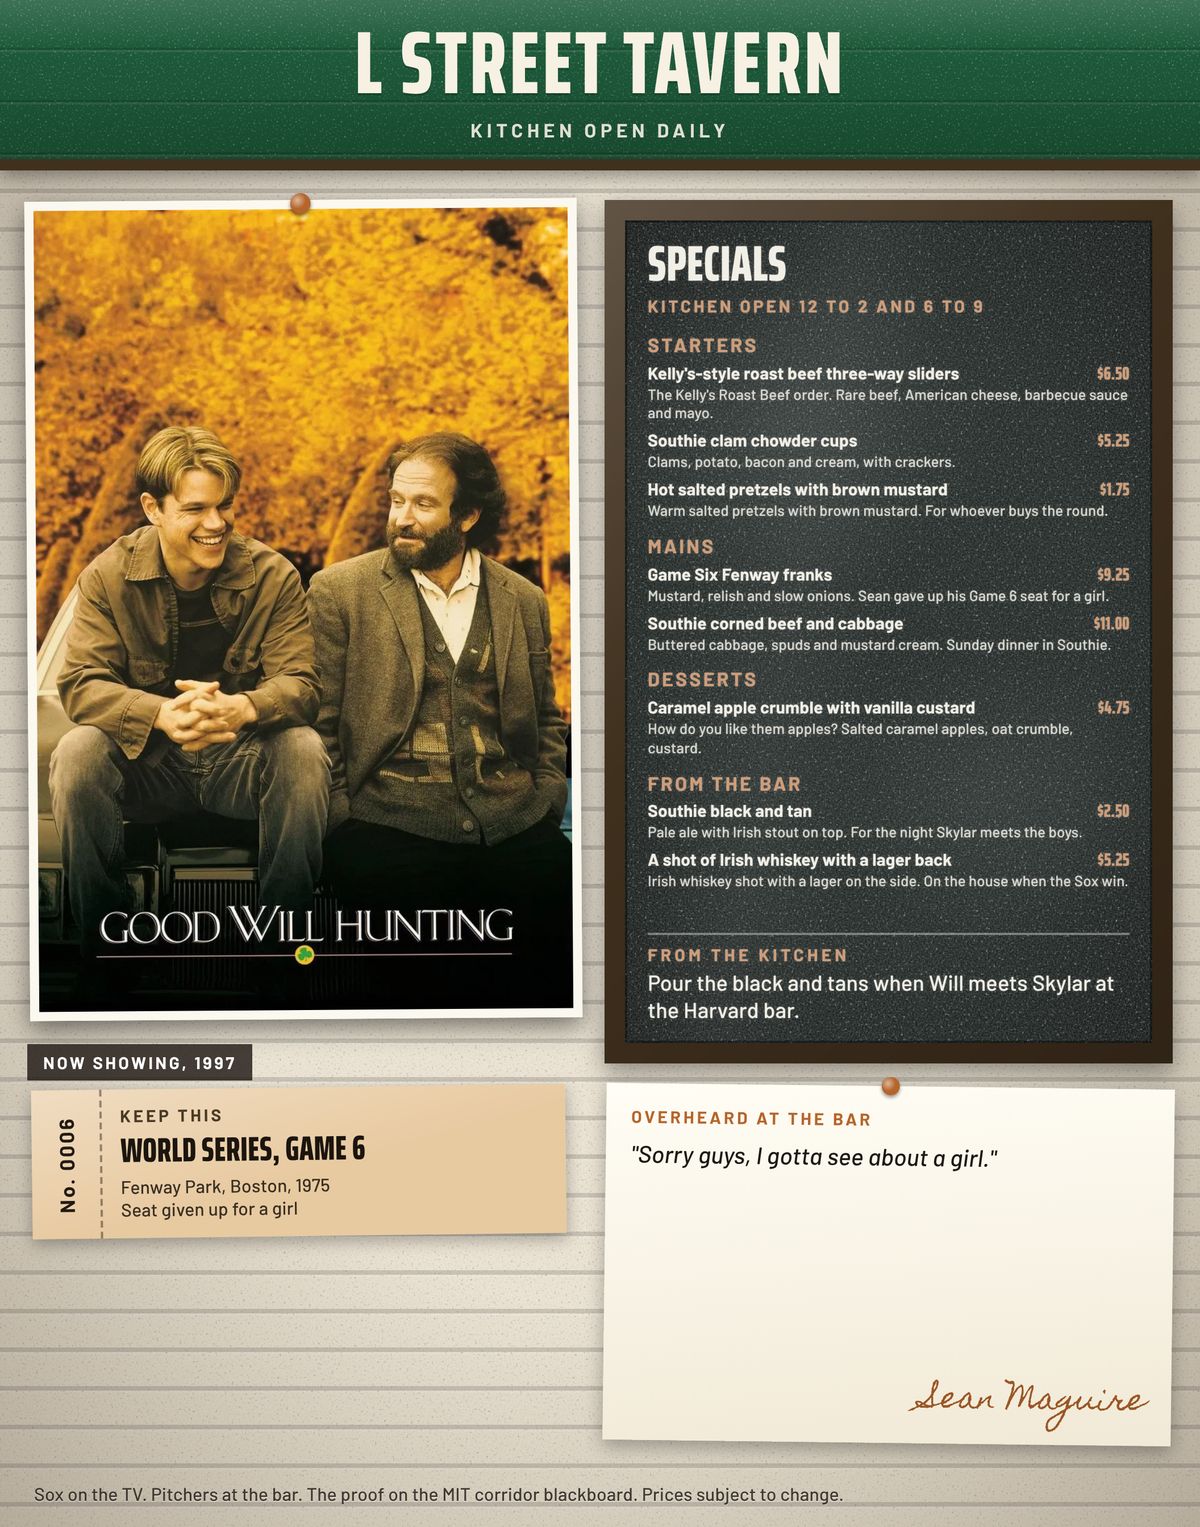 L STREET TAVERN
KITCHEN OPEN DAILY
GOOD WILL HUNTING
NOW SHOWING, 1997
No. 0006
KEEP THIS
WORLD SERIES, GAME 6
Fenway Park, Boston, 1975
Seat given up for a girl
SPECIALS
KITCHEN OPEN 12 TO 2 AND 6 TO 9
STARTERS
Kelly's-style roast beef three-way sliders $6.50
The Kelly's Roast Beef order. Rare beef, American cheese, barbecue sauce
and mayo.
Southie clam chowder cups $5.25
Clams, potato, bacon and cream, with crackers.
Hot salted pretzels with brown mustard $1.75
Warm salted pretzels with brown mustard. For whoever buys the round.
MAINS
Game Six Fenway franks $9.25
Mustard, relish and slow onions. Sean gave up his Game 6 seat for a girl.
Southie corned beef and cabbage $11.00
Buttered cabbage, spuds and mustard cream. Sunday dinner in Southie.
DESSERTS
Caramel apple crumble with vanilla custard $4.75
How do you like them apples? Salted caramel apples, oat crumble,
custard.
FROM THE BAR
Southie black and tan $2.50
Pale ale with Irish stout on top. For the night Skylar meets the boys.
A shot of Irish whiskey with a lager back $5.25
Irish whiskey shot with a lager on the side. On the house when the Sox win.
FROM THE KITCHEN
Pour the black and tans when Will meets Skylar at
the Harvard bar.
OVERHEARD AT THE BAR
"Sorry guys, I gotta see about a girl."
Sean Maguire
Sox on the TV. Pitchers at the bar. The proof on the MIT corridor blackboard. Prices subject to change.